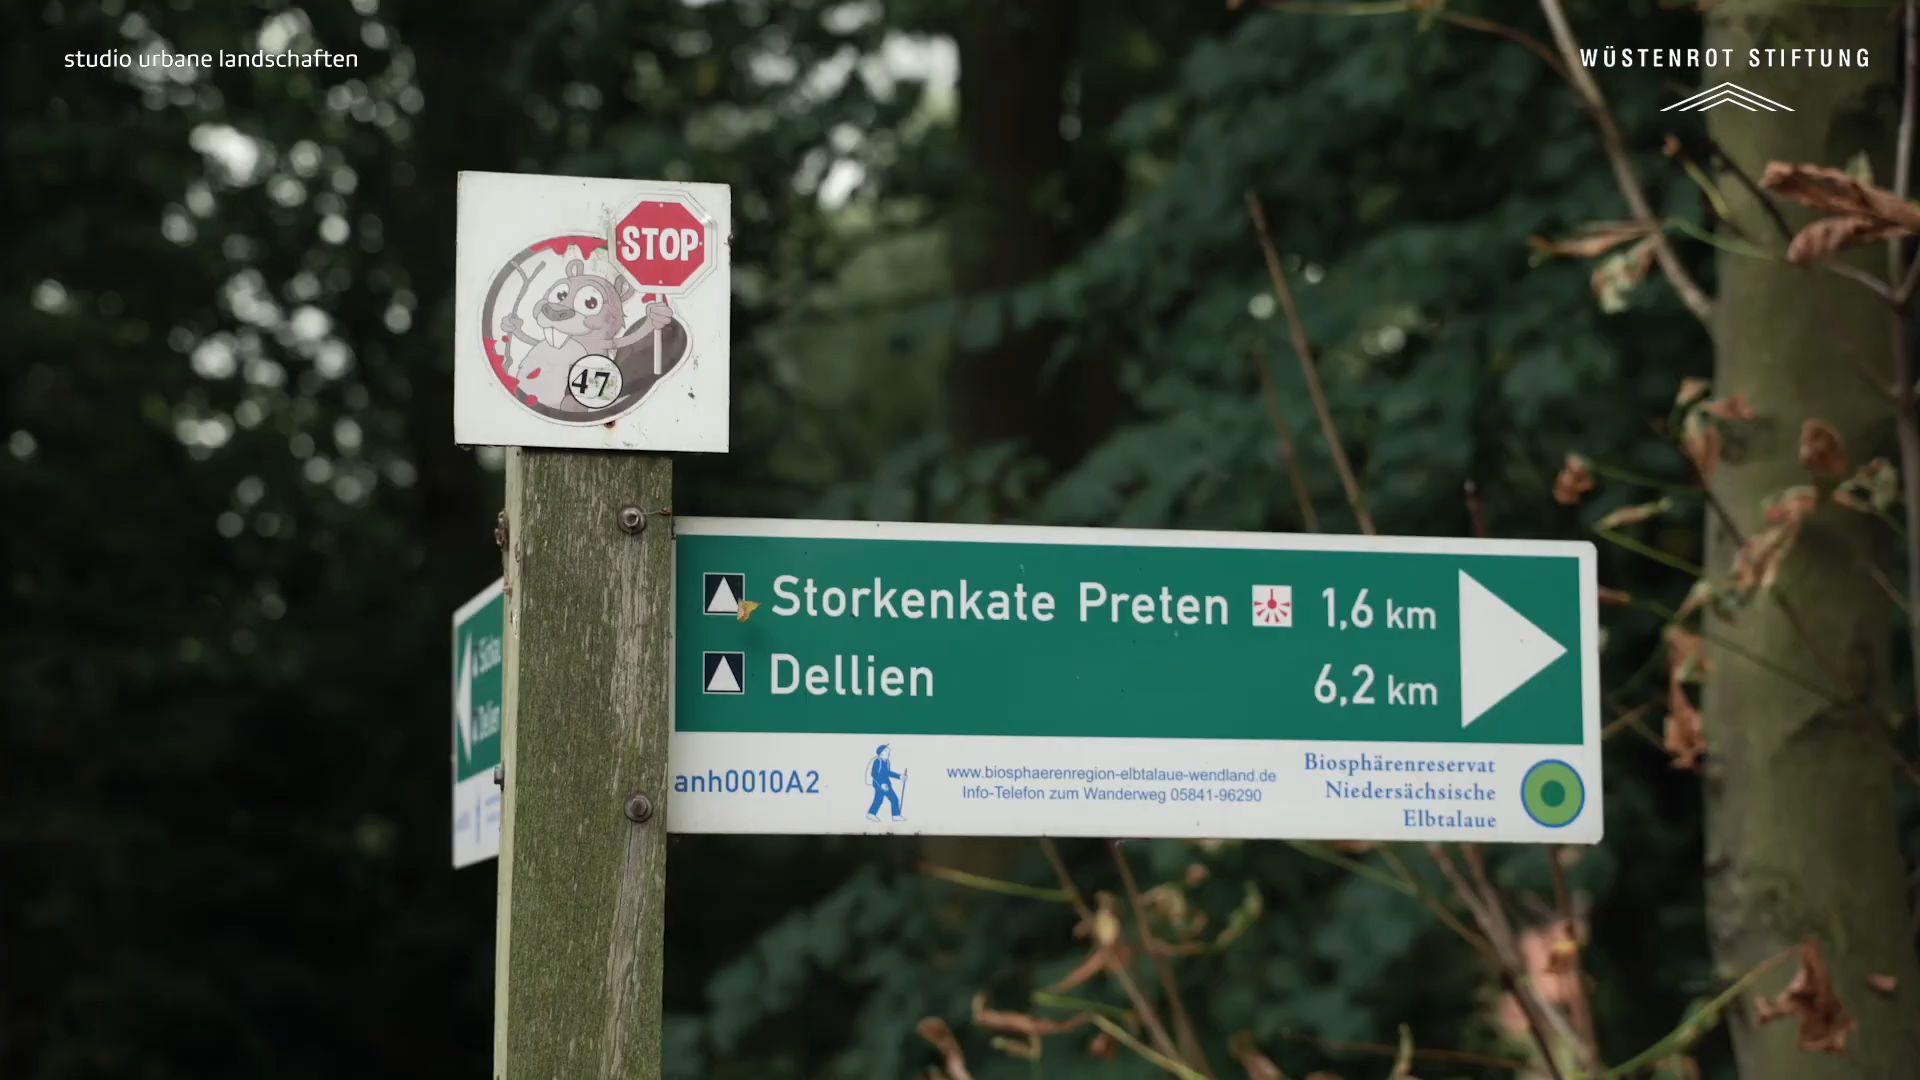 studio urbane landschaften
WÜSTENROT STIFTUNG
STOP
47
Storkenkate Preten 1,6 km
Dellien 6,2 km
anh0010A2
www.biosphaerenregion-elbtalaue-wendland.de
Info-Telefon zum Wanderweg 05841-96290
Biosphärenreservat
Niedersächsische
Elbtalaue
Dellien